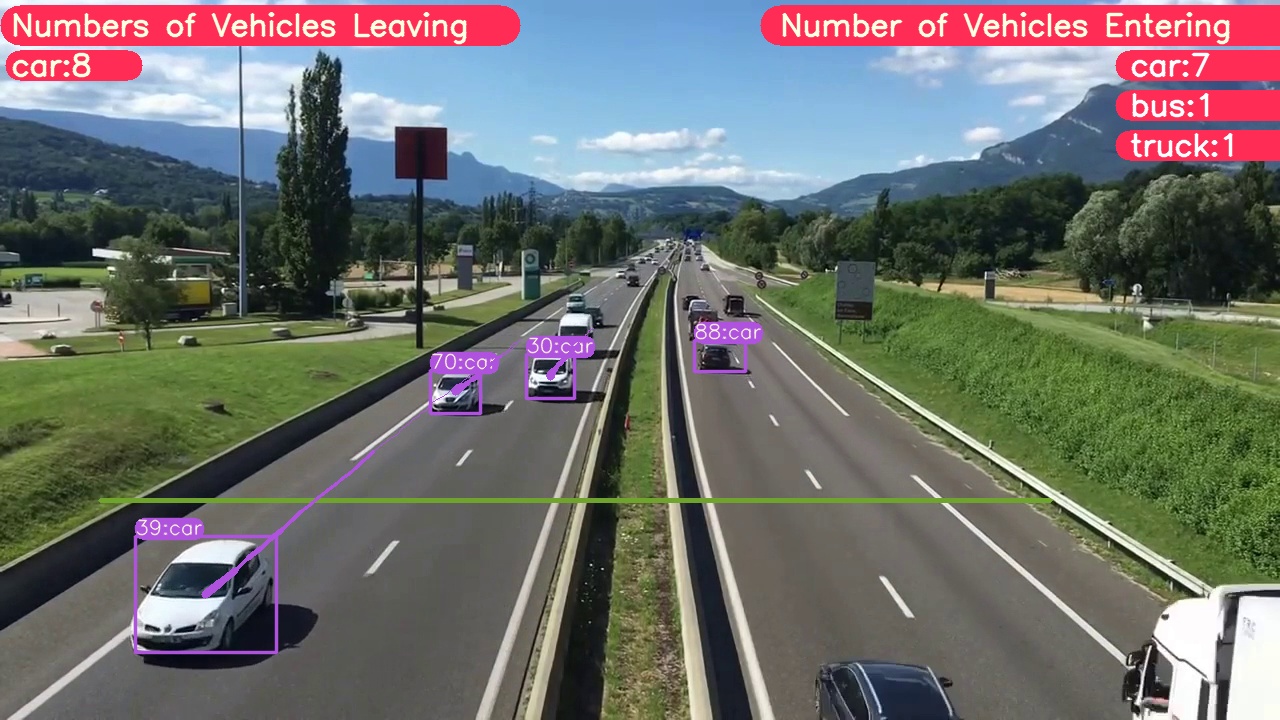 Numbers of Vehicles Leaving
Number of Vehicles Entering
car:8
car:7
bus:1
truck:1
88:car
30:car
70:car
39:car